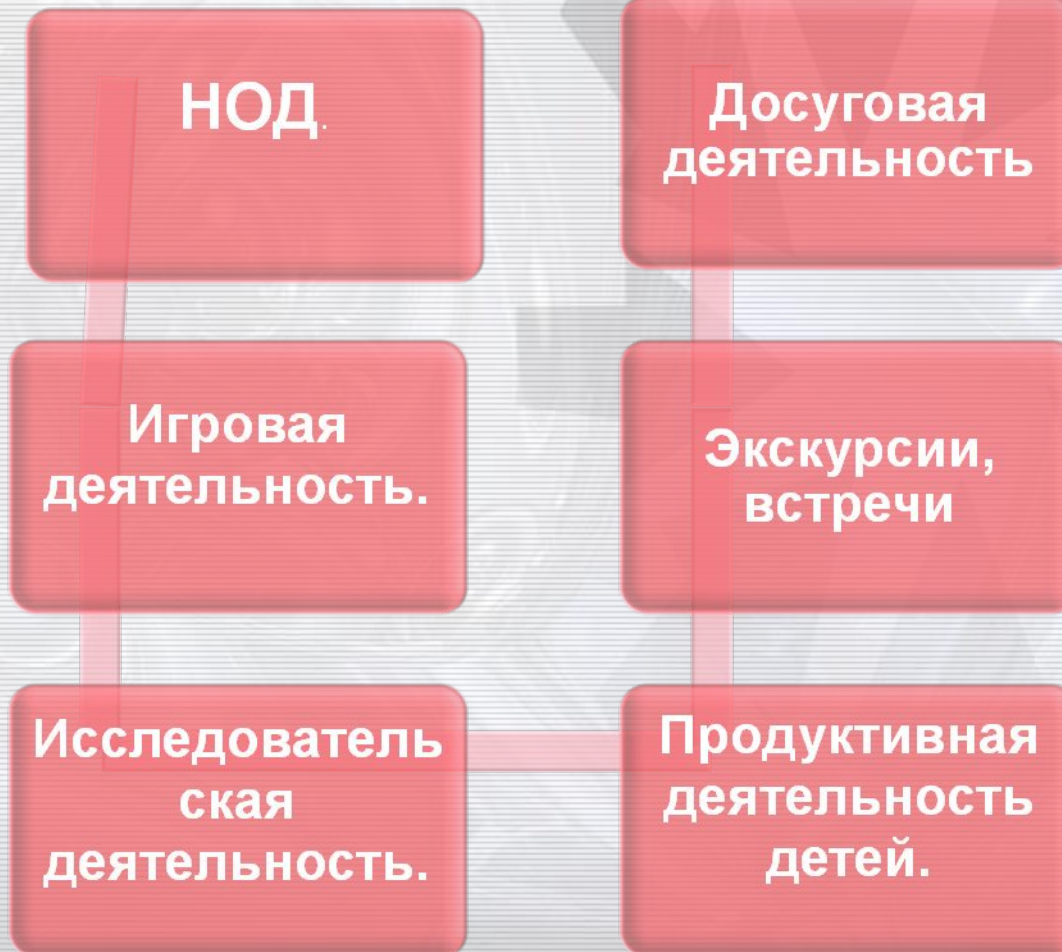 НОД.
Игровая
деятельность.
Исследователь
ская
деятельность.
Продуктивная
деятельность
детей.
Экскурсии,
встречи
Досуговая
деятельность